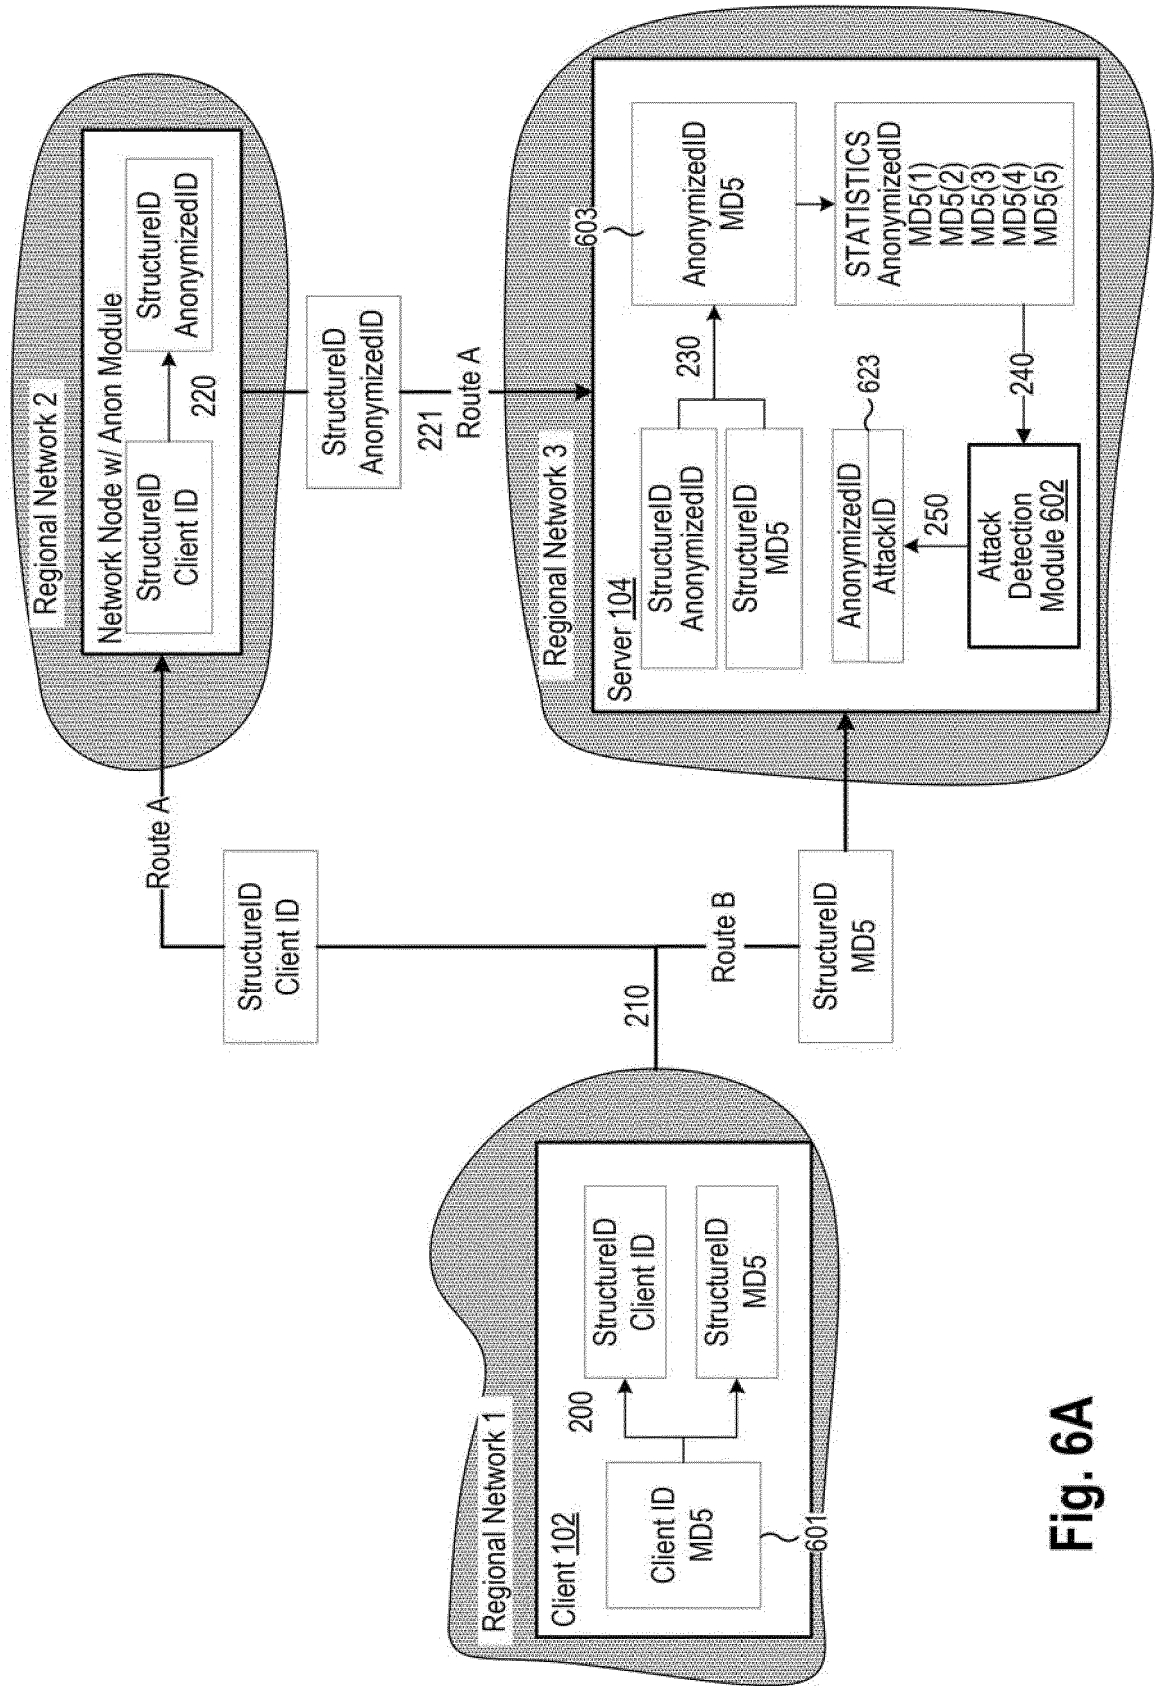 Regional Network 1
Client 102
Client ID
MD5
601
200
StructureID
Client ID
StructureID
MD5
210
StructureID
Client ID
Route A
Route B
StructureID
MD5
Regional Network 2
Network Node w/ Anon Module
StructureID
Client ID
220
StructureID
AnonymizedID
StructureID
AnonymizedID
221
Route A
Regional Network 3
Server 104
StructureID
AnonymizedID
StructureID
MD5
230
603
AnonymizedID
MD5
STATISTICS
AnonymizedID
MD5(1)
MD5(2)
MD5(3)
MD5(4)
MD5(5)
240
Attack
Detection
Module 602
250
AnonymizedID
AttackID
623
Fig. 6A